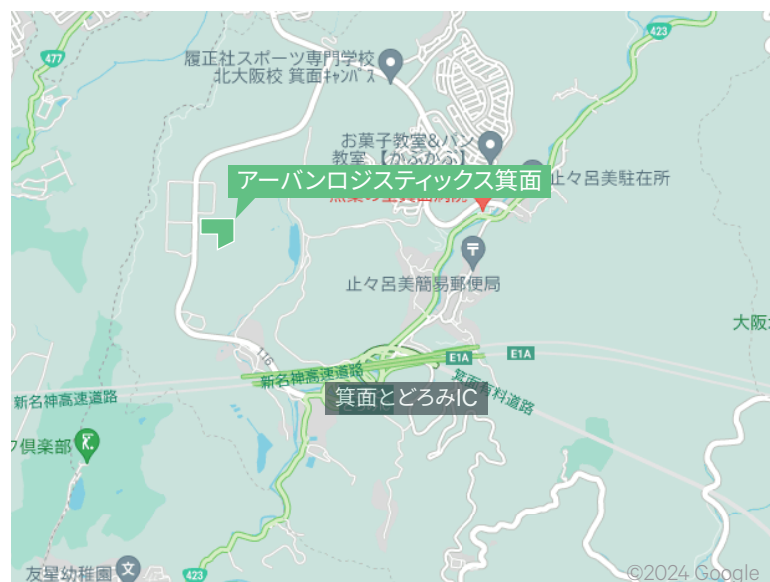 423
477
履正社スポーツ専門学校
北大阪校 箕面ｷｬﾝﾊﾟｽ
お菓子教室&パン
教室 【かぷかぷ】
止々呂美駐在所
アーバンロジスティックス箕面
〒
止々呂美簡易郵便局
大阪
E1A
E1A
116
新名神高速道路
箕面有料道路
新名神高速道路
箕面とどろみIC
フ倶楽部
文
友星幼稚園
423
©2024 Google